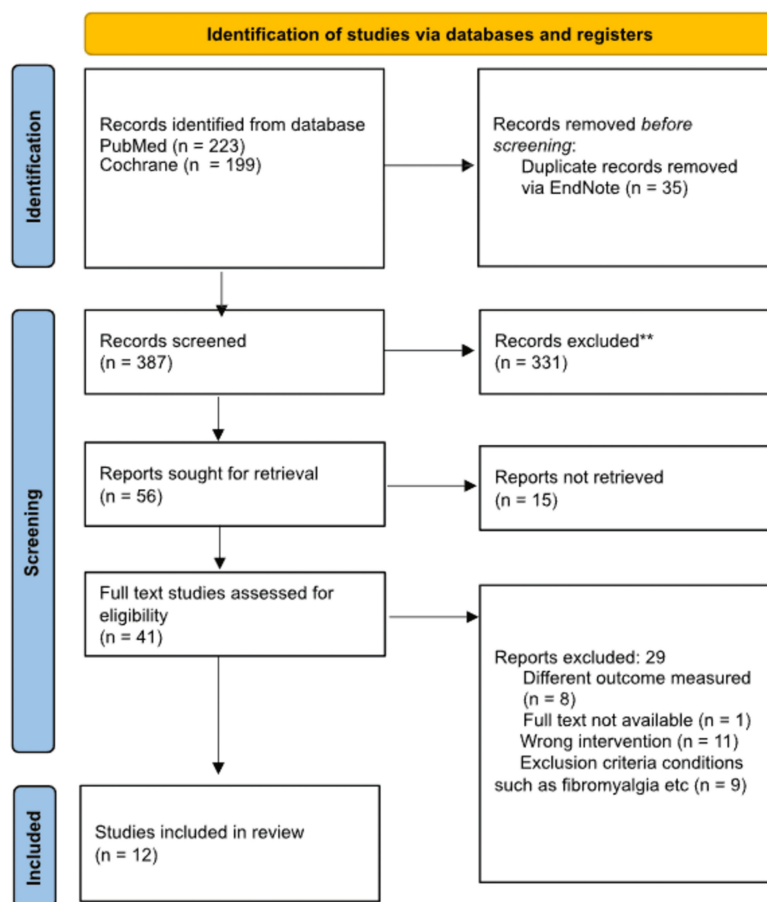 Identification of studies via databases and registers
Identification
Records identified from database
PubMed (n = 223)
Cochrane (n = 199)
Records removed before
screening:
Duplicate records removed
via EndNote (n = 35)
Screening
Records screened
(n = 387)
Records excluded**
(n = 331)
Reports sought for retrieval
(n = 56)
Reports not retrieved
(n = 15)
Full text studies assessed for
eligibility
(n = 41)
Reports excluded: 29
Different outcome measured
(n = 8)
Full text not available (n = 1)
Wrong intervention (n = 11)
Exclusion criteria conditions
such as fibromyalgia etc (n = 9)
Included
Studies included in review
(n = 12)